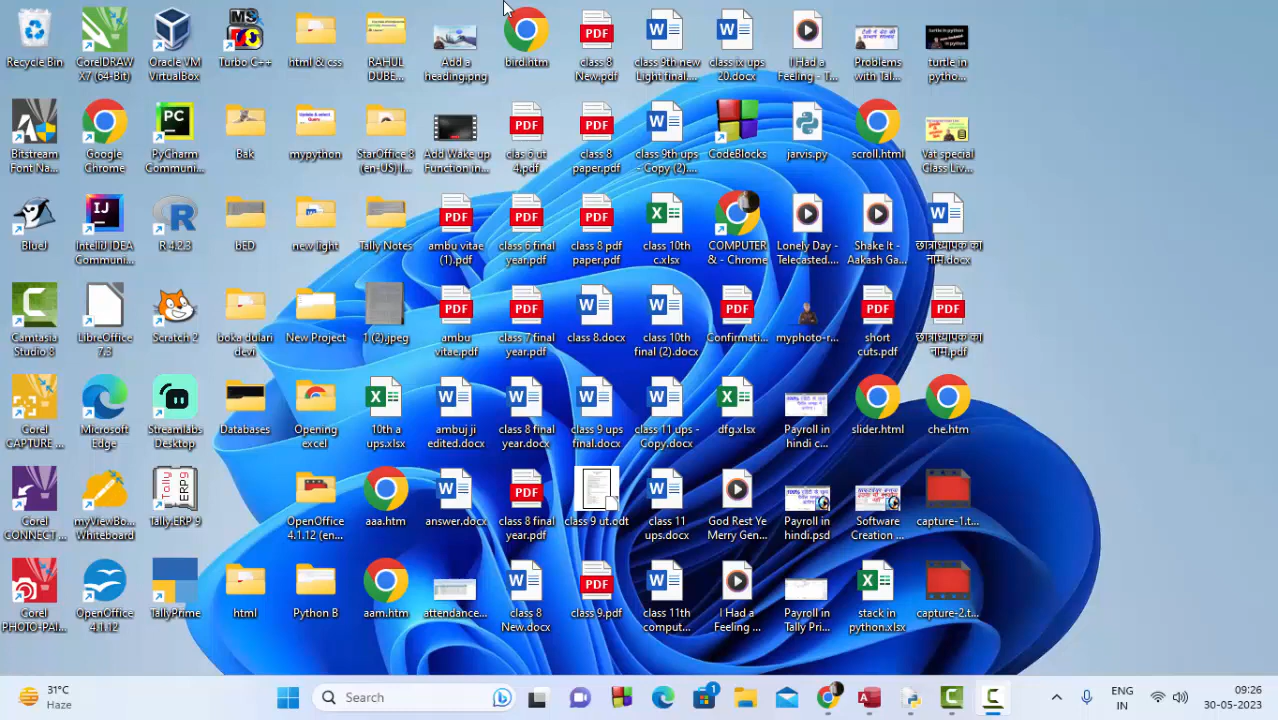 Recycle Bin
CorelDRAW
X7 (64-Bit)
Oracle VM
VirtualBox
Turbo C++
html & css
RAHUL
DUBE...
Add a
heading.png
bird.htm
class 8
New.pdf
class 9th new
Light final....
class ix ups
20.docx
I Had a
Feeling - T...
Problems
with Tal...
turtle in
pytho...
Bitstream
Font Na...
Google
Chrome
PyCharm
Communi...
Bak
mypython
StarOffice 8
(en-US) I...
Add Wake up
Function in...
clas 6 ut
4.pdf
class 8
paper.pdf
class 9th ups
- Copy (2)....
CodeBlocks
jarvis.py
scroll.html
Vat special
Class Liv...
BlueJ
IntelliJ IDEA
Communi...
R 4.2.3
bED
new light
Tally Notes
ambu vitae
(1).pdf
class 6 final
year.pdf
class 8 pdf
paper.pdf
class 10th
c.xlsx
COMPUTER
& - Chrome
Lonely Day -
Telecasted....
Shake It -
Aakash Ga...
छात्राध्यापक का
नाम.docx
Camtasia
Studio 8
LibreOffice
7.3
Scratch 2
boka dulari
devi
New Project
1 (2).jpeg
ambu
vitae.pdf
class 7 final
year.pdf
class 8.docx
class 10th
final (2).docx
Confirmati...
myphoto-r...
short
cuts.pdf
छात्राध्यापक का
नाम.pdf
Corel
CAPTURE ...
Microsoft
Edge
Streamlabs
Desktop
Databases
Opening
excel
10th a
ups.xlsx
ambuj ji
edited.docx
class 8 final
year.docx
class 9 ups
final.docx
class 11 ups -
Copy.docx
dfg.xlsx
Payroll in
hindi c...
slider.html
che.htm
Corel
CONNECT ...
myViewBo...
Whiteboard
Tally.ERP 9
OpenOffice
4.1.12 (en...
aaa.htm
answer.docx
class 8 final
year.pdf
class 9 ut.odt
class 11
ups.docx
God Rest Ye
Merry Gen...
Payroll in
hindi.psd
Software
Creation ...
capture-1.t...
Corel
PHOTO-PAI...
OpenOffice
4.1.12
TallyPrime
html
Python B
aam.htm
attendance...
class 8
New.docx
class 9.pdf
class 11th
comput...
I Had a
Feeling ...
Payroll in
Tally Pri...
stack in
python.xlsx
capture-2.t...
31°C
Haze
Search
ENG
IN
09:26
30-05-2023